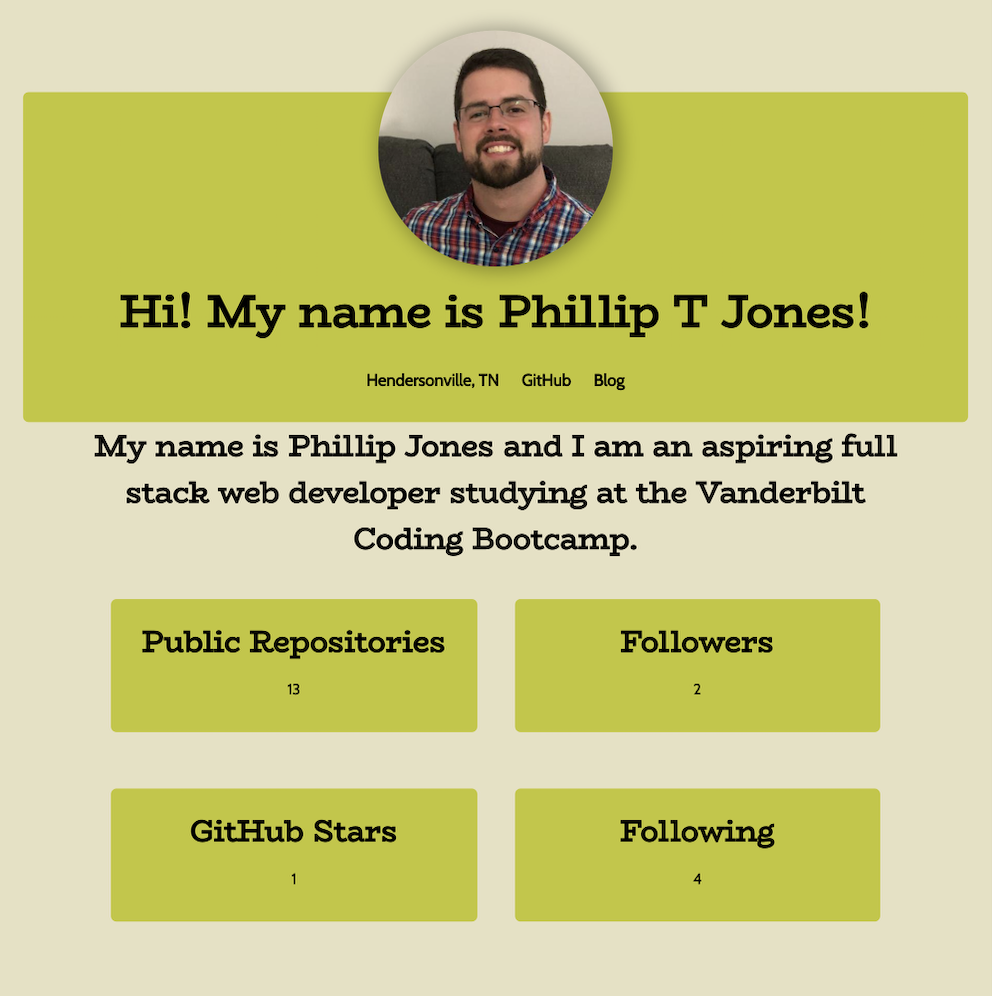 Hi! My name is Phillip T Jones!
Hendersonville, TN GitHub Blog
My name is Phillip Jones and I am an aspiring full
stack web developer studying at the Vanderbilt
Coding Bootcamp.
Public Repositories
13
Followers
2
GitHub Stars
1
Following
4